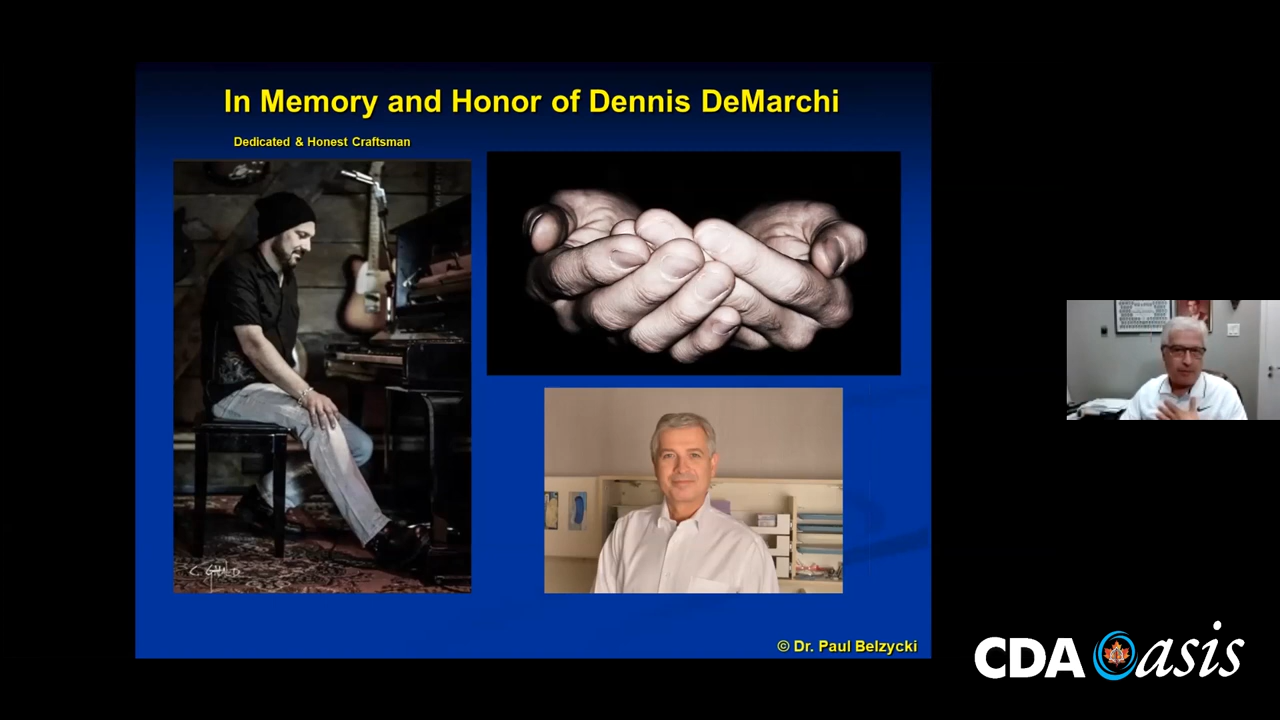 In Memory and Honor of Dennis DeMarchi
Dedicated & Honest Craftsman
© Dr. Paul Belzycki
CDA Oasis